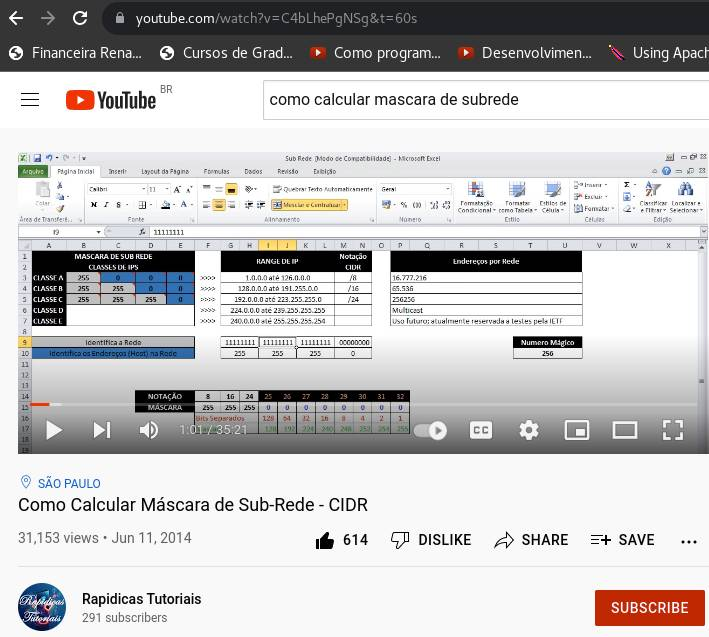 youtube.com/watch?v=C4bLhePgNSg&t=60s
Financeira Rena... Cursos de Grad... Como program... Desenvolvimen... Using Apach
YouTube BR
como calcular mascara de subrede
Sub Rede [Modo de Compatibilidade] - Microsoft Excel
Arquivo Página Inicial Inserir Layout da Página Fórmulas Dados Revisão Exibição
Colar Calibri 11 Quebrar Texto Automaticamente Geral Formatação Condicional Formatar como Tabela Estilos de Célula Inserir Excluir Formatar Classificar e Filtrar Localizar e Selecionar
N I S Mesclar e Centralizar
Área de Transferê... Fonte Alinhamento Número Estilo Células Edição
I9 11111111
A B C D E F G H I J K L M N O P Q R S T U V W X
1 MASCARA DE SUB REDE RANGE DE IP Notação Endereços por Rede
2 CLASSES DE IPS CIDR
3 CLASSE A 255 0 0 0 >>>> 1.0.0.0 até 126.0.0.0 /8 16.777.216
4 CLASSE B 255 255 0 0 >>>> 128.0.0.0 até 191.255.0.0 /16 65.536
5 CLASSE C 255 255 255 0 >>>> 192.0.0.0 até 223.255.255.0 /24 256256
6 CLASSE D >>>> 224.0.0.0 até 239.255.255.255 Multicast
7 CLASSE E >>>> 240.0.0.0 até 255.255.255.254 Uso futuro; atualmente reservada a testes pela IETF
8
9 Identifica a Rede 11111111 11111111 11111111 00000000 Numero Mágico
10 Identifica os Endereços (Host) na Rede 255 255 255 0 256
11
12
13
14 NOTAÇÃO 8 16 24 25 26 27 28 29 30 31 32
15 MÁSCARA 255 255 255 0 0 0 0 0 0 0 0
16 Bits Separados 128 64 32 16 8 4 2 1
17 128 192 224 240 248 252 254 255
1:01 / 35:21 CC
SÃO PAULO
Como Calcular Máscara de Sub-Rede - CIDR
31,153 views • Jun 11, 2014 614 DISLIKE SHARE SAVE ...
Rapidicas Tutoriais
Rapidicas Tutoriais
291 subscribers
SUBSCRIBE